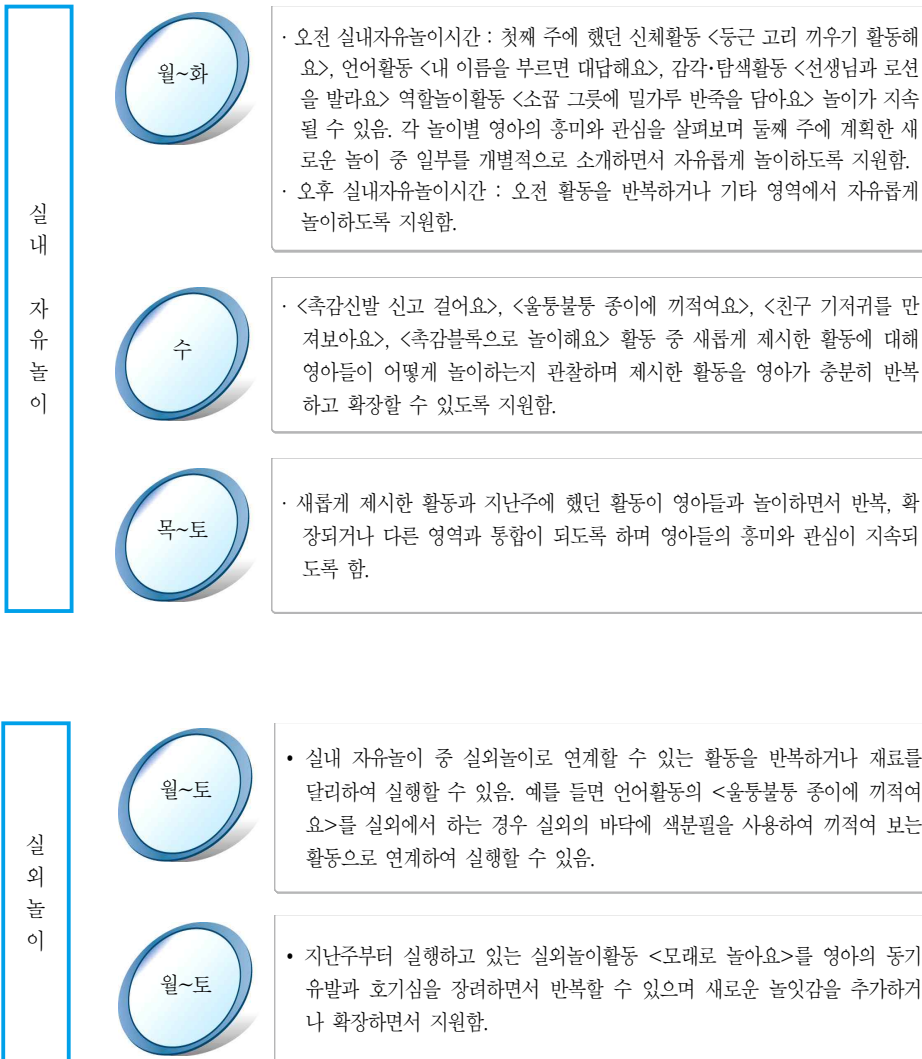 실내 자유놀이
월~화
· 오전 실내자유놀이시간 : 첫째 주에 했던 신체활동 <둥근 고리 끼우기 활동해
요>, 언어활동 <내 이름을 부르면 대답해요>, 감각·탐색활동 <선생님과 로션
을 발라요> 역할놀이활동 <소꿉 그릇에 밀가루 반죽을 담아요> 놀이가 지속
될 수 있음. 각 놀이별 영아의 흥미와 관심을 살펴보며 둘째 주에 계획한 새
로운 놀이 중 일부를 개별적으로 소개하면서 자유롭게 놀이하도록 지원함.
· 오후 실내자유놀이시간 : 오전 활동을 반복하거나 기타 영역에서 자유롭게
놀이하도록 지원함.
수
· <촉감신발 신고 걸어요>, <울퉁불퉁 종이에 끼적여요>, <친구 기저귀를 만
져보아요>, <촉감블록으로 놀이해요> 활동 중 새롭게 제시한 활동에 대해
영아들이 어떻게 놀이하는지 관찰하며 제시한 활동을 영아가 충분히 반복
하고 확장할 수 있도록 지원함.
목~토
· 새롭게 제시한 활동과 지난주에 했던 활동이 영아들과 놀이하면서 반복, 확
장되거나 다른 영역과 통합이 되도록 하며 영아들의 흥미와 관심이 지속되
도록 함.
실외놀이
월~토
• 실내 자유놀이 중 실외놀이로 연계할 수 있는 활동을 반복하거나 재료를
달리하여 실행할 수 있음. 예를 들면 언어활동의 <울퉁불퉁 종이에 끼적여
요>를 실외에서 하는 경우 실외의 바닥에 색분필을 사용하여 끼적여 보는
활동으로 연계하여 실행할 수 있음.
월~토
• 지난주부터 실행하고 있는 실외놀이활동 <모래로 놀아요>를 영아의 동기
유발과 호기심을 장려하면서 반복할 수 있으며 새로운 놀잇감을 추가하거
나 확장하면서 지원함.